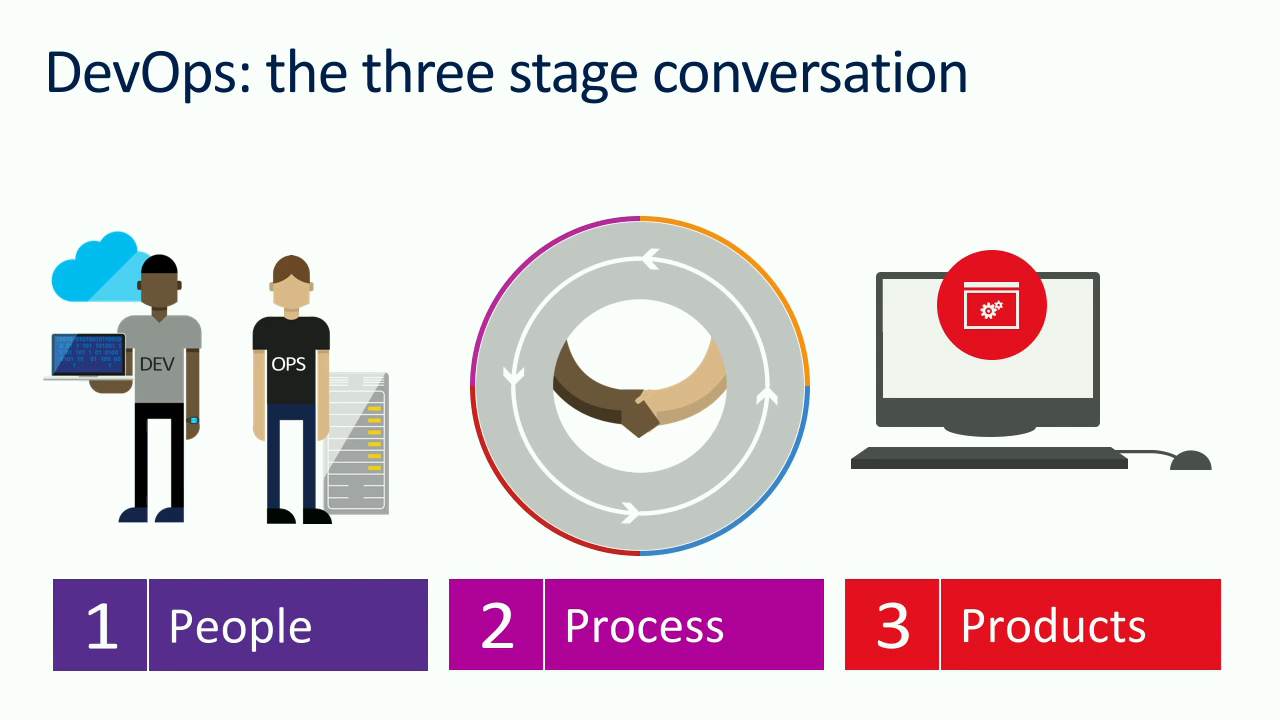 DevOps: the three stage conversation
DEV
OPS
1 People
2 Process
3 Products